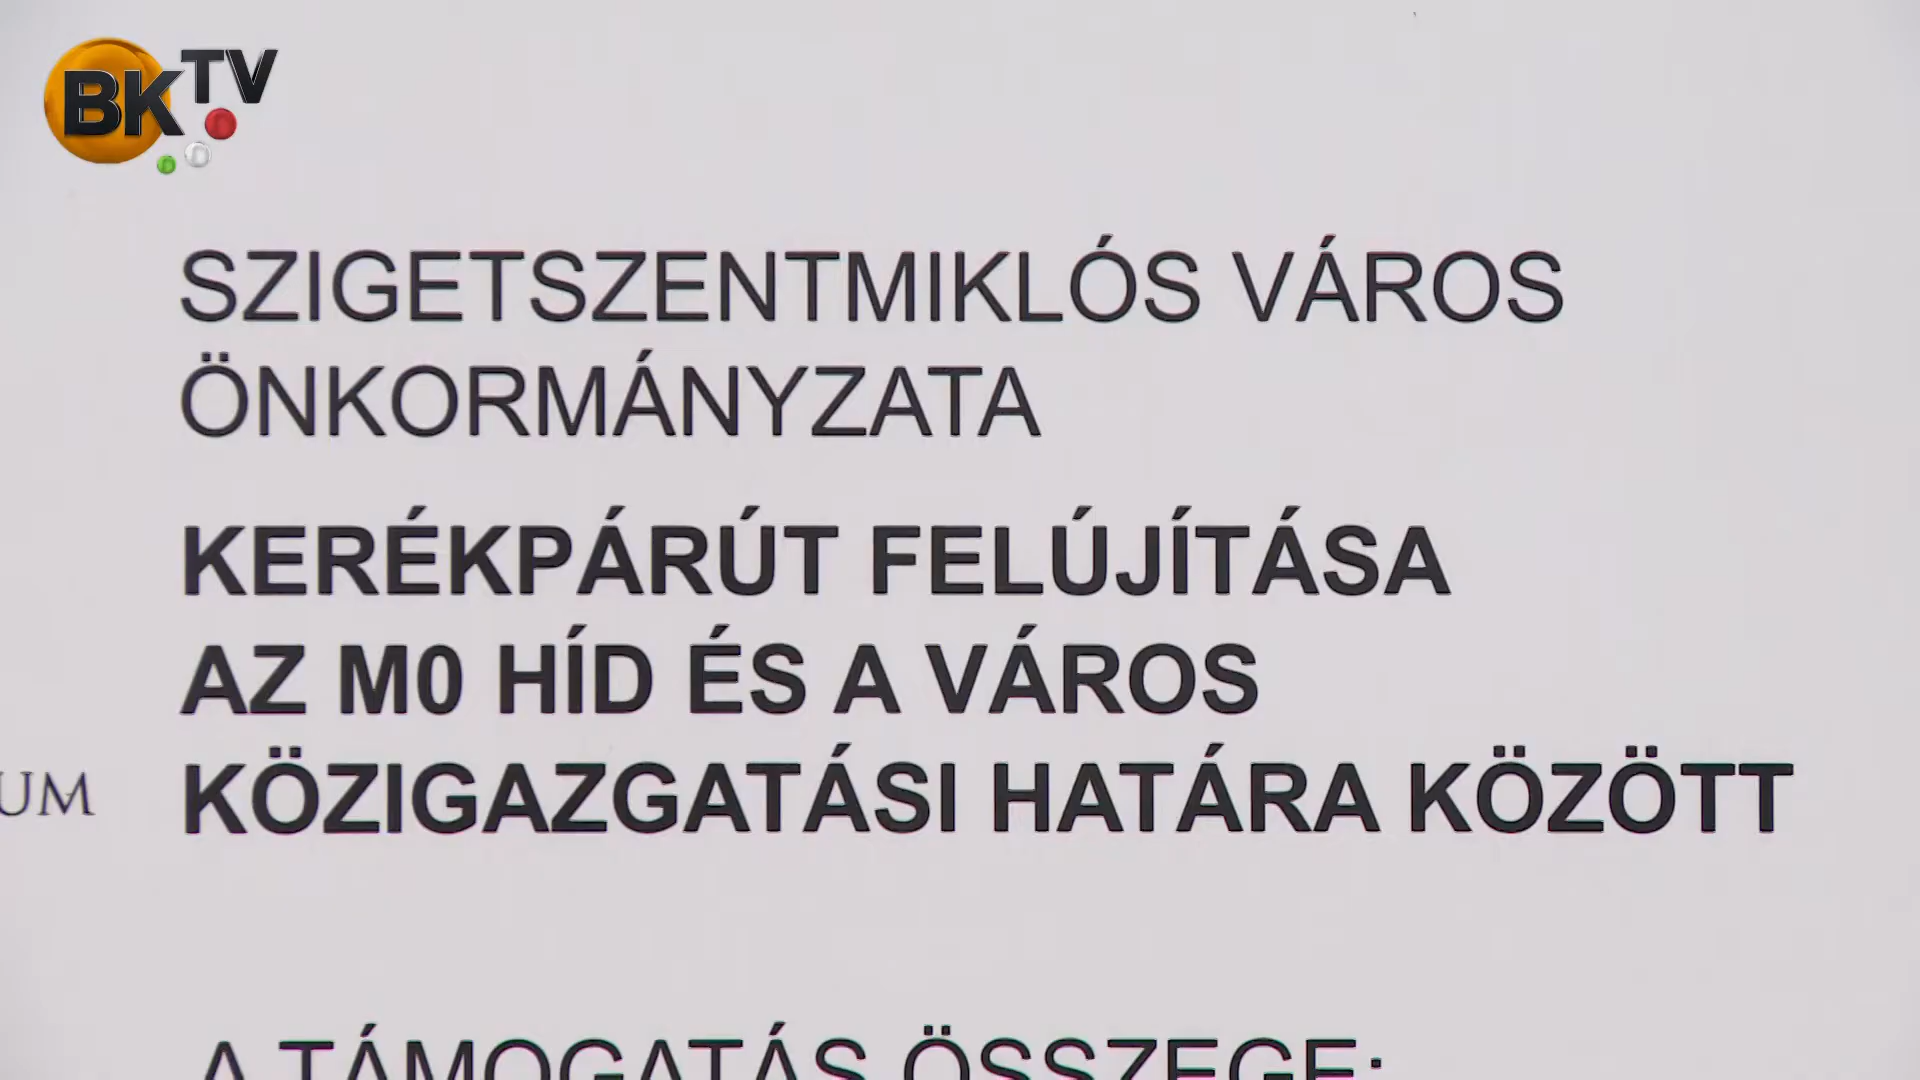 BKTV
SZIGETSZENTMIKLÓS VÁROS
ÖNKORMÁNYZATA
KERÉKPÁRÚT FELÚJÍTÁSA
AZ M0 HÍD ÉS A VÁROS
UM
KÖZIGAZGATÁSI HATÁRA KÖZÖTT
A TÁMOGATÁS ÖSSZEGE: